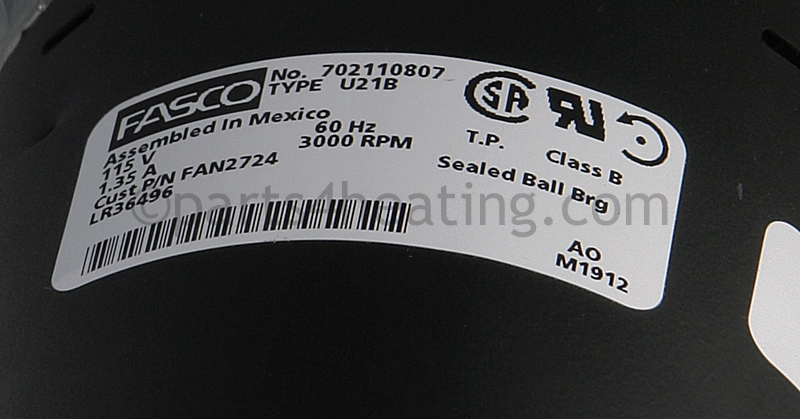 FASCO
No. 702110807
TYPE U21B
Assembled In Mexico
115 V 60 Hz
1.35 A 3000 RPM
Cust P/N FAN2724
LR36496
SA
T.P. Class B
Sealed Ball Brg
AO
M1912
©parts4heating.com